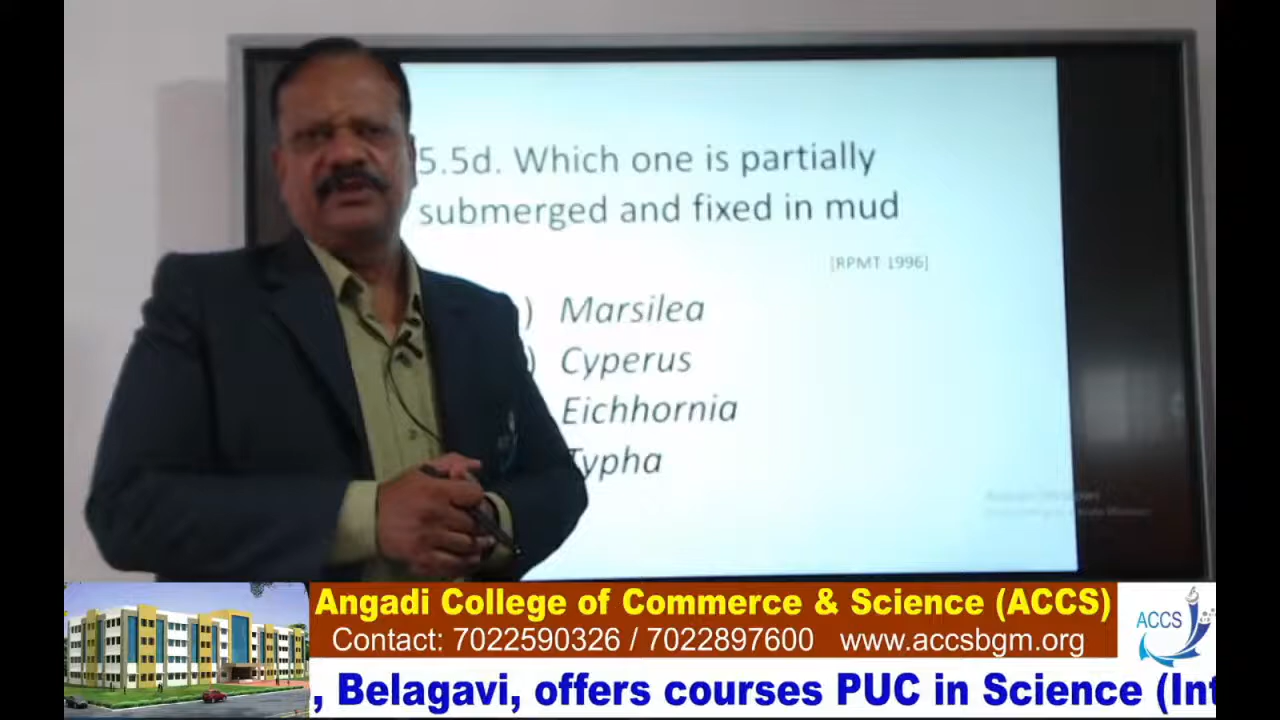 5.5d. Which one is partially
submerged and fixed in mud
[RPMT 1996]
) Marsilea
) Cyperus
Eichhornia
Typha
Angadi College of Commerce & Science (ACCS)
Contact: 7022590326 / 7022897600 www.accsbgm.org
ACCS
, Belagavi, offers courses PUC in Science (Int